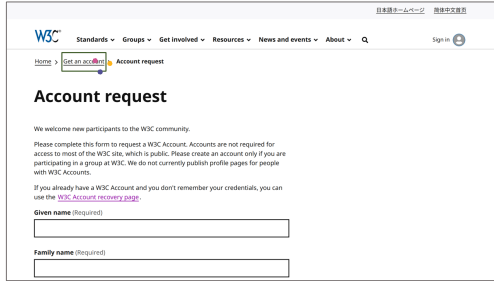 日本語ホームページ 简体中文首页
W3C Standards Groups Get involved Resources News and events About Sign in
Home > Get an account Account request
Account request
We welcome new participants to the W3C community.
Please complete this form to request a W3C Account. Accounts are not required for
access to most of the W3C site, which is public, Please create an account only if you are
participating in a group at W3C. We do not currently publish profile pages for people
with W3C Accounts.
If you already have a W3C Account and you don't remember your credentials, you can
use the W3C Account recovery page.
Given name (Required)
Family name (Required)